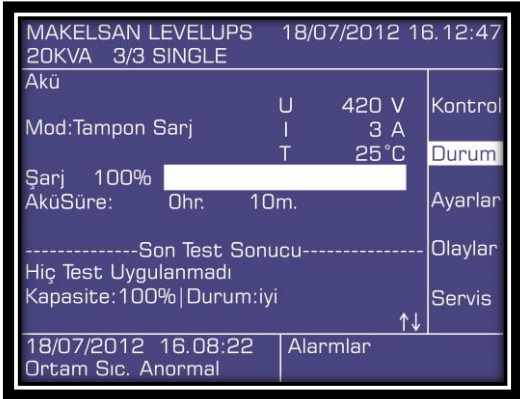 MAKELSAN LEVELUPS 18/07/2012 16.12:47
20KVA 3/3 SINGLE
Akü
U 420 V
Mod:Tampon Sarj I 3 A
T 25°C
Şarj 100%
AküSüre: 0hr. 10m.
-------------Son Test Sonucu-------------
Hiç Test Uygulanmadı
Kapasite:100%|Durum:iyi
↑↓
Kontrol
Durum
Ayarlar
Olaylar
Servis
18/07/2012 16.08:22
Ortam Sıc. Anormal
Alarmlar